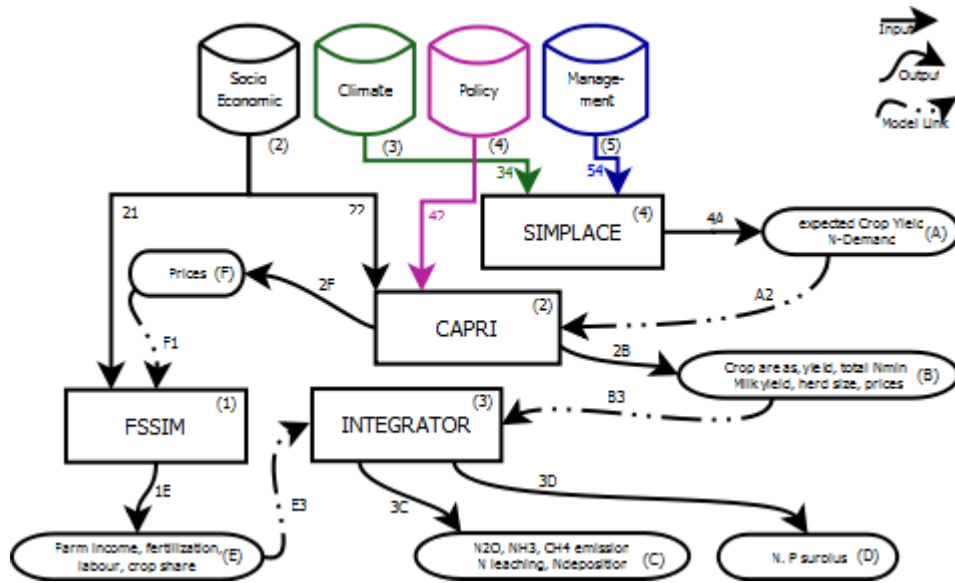 Input
Output
Model Link
Socio
Economic
(2)
Climate
(3)
Policy
(4)
Manage-
ment
(5)
21
22
42
34
54
SIMPLACE
(4)
4A
expected Crop Yield
N-Demand
(A)
A2
Prices (F)
2F
F1
CAPRI
(2)
2B
Crop areas, yield, total Nmin
Milk yield, herd size, prices
(B)
B3
FSSIM
(1)
1E
INTEGRATOR
(3)
E3
3C
3D
Farm income, fertilization,
labour, crop share
(E)
N2O, NH3, CH4 emission
N leaching, Ndeposition
(C)
N, P surplus
(D)